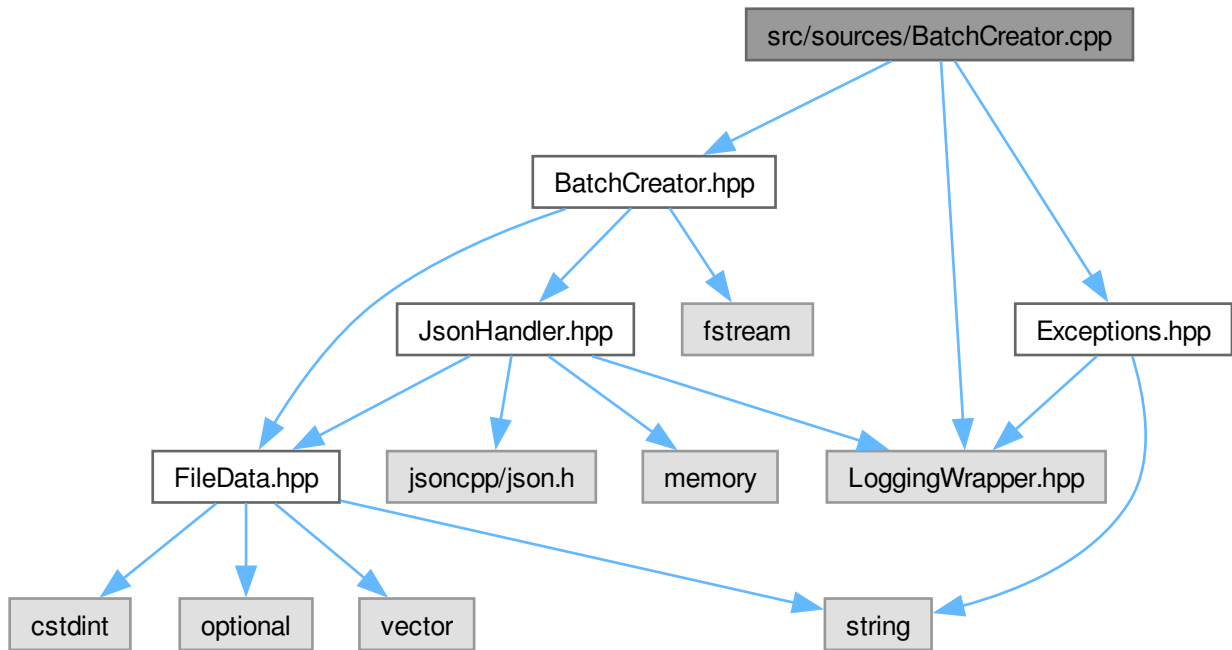 src/sources/BatchCreator.cpp
BatchCreator.hpp
JsonHandler.hpp
fstream
Exceptions.hpp
FileData.hpp
jsoncpp/json.h
memory
LoggingWrapper.hpp
cstdint
optional
vector
string